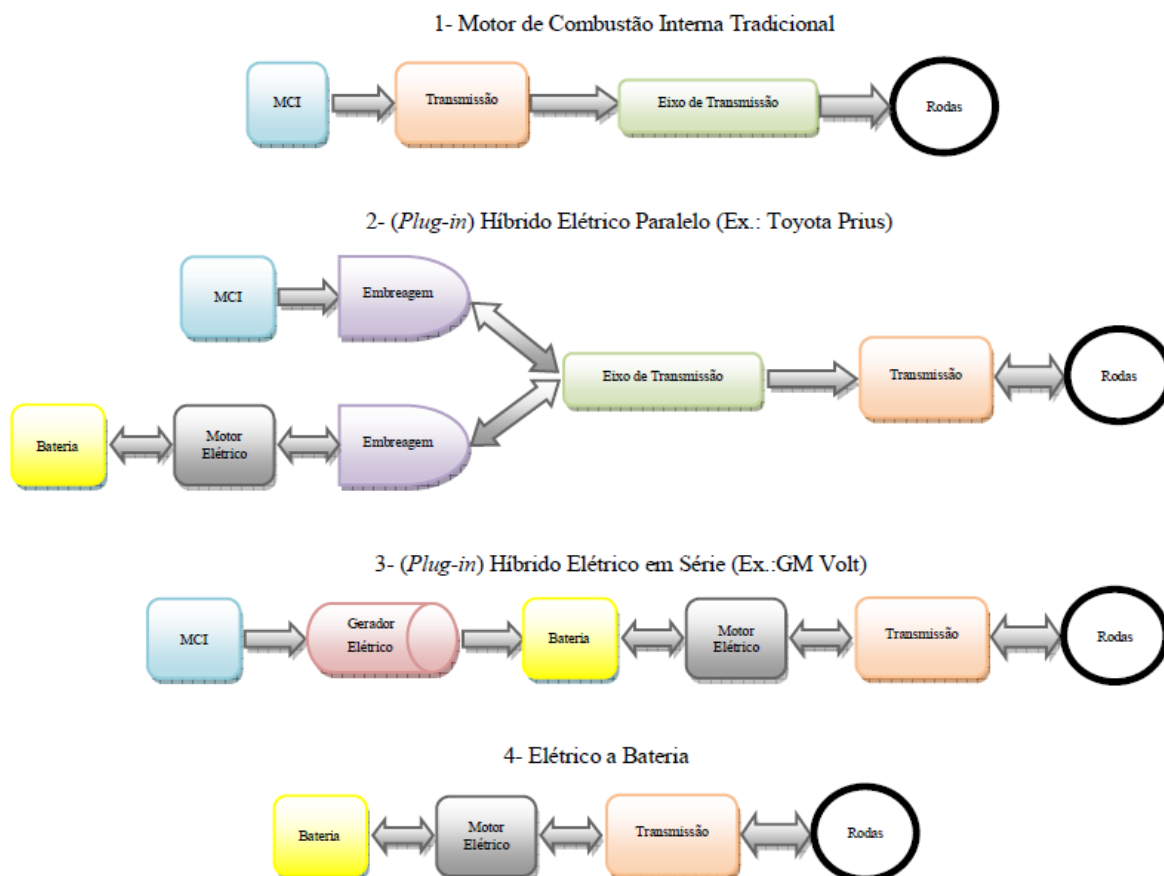 1- Motor de Combustão Interna Tradicional
MCI
Transmissão
Eixo de Transmissão
Rodas
2- (Plug-in) Híbrido Elétrico Paralelo (Ex.: Toyota Prius)
MCI
Embreagem
Eixo de Transmissão
Transmissão
Rodas
Bateria
Motor
Elétrico
Embreagem
3- (Plug-in) Híbrido Elétrico em Série (Ex.:GM Volt)
MCI
Gerador
Elétrico
Bateria
Motor
Elétrico
Transmissão
Rodas
4- Elétrico a Bateria
Bateria
Motor
Elétrico
Transmissão
Rodas